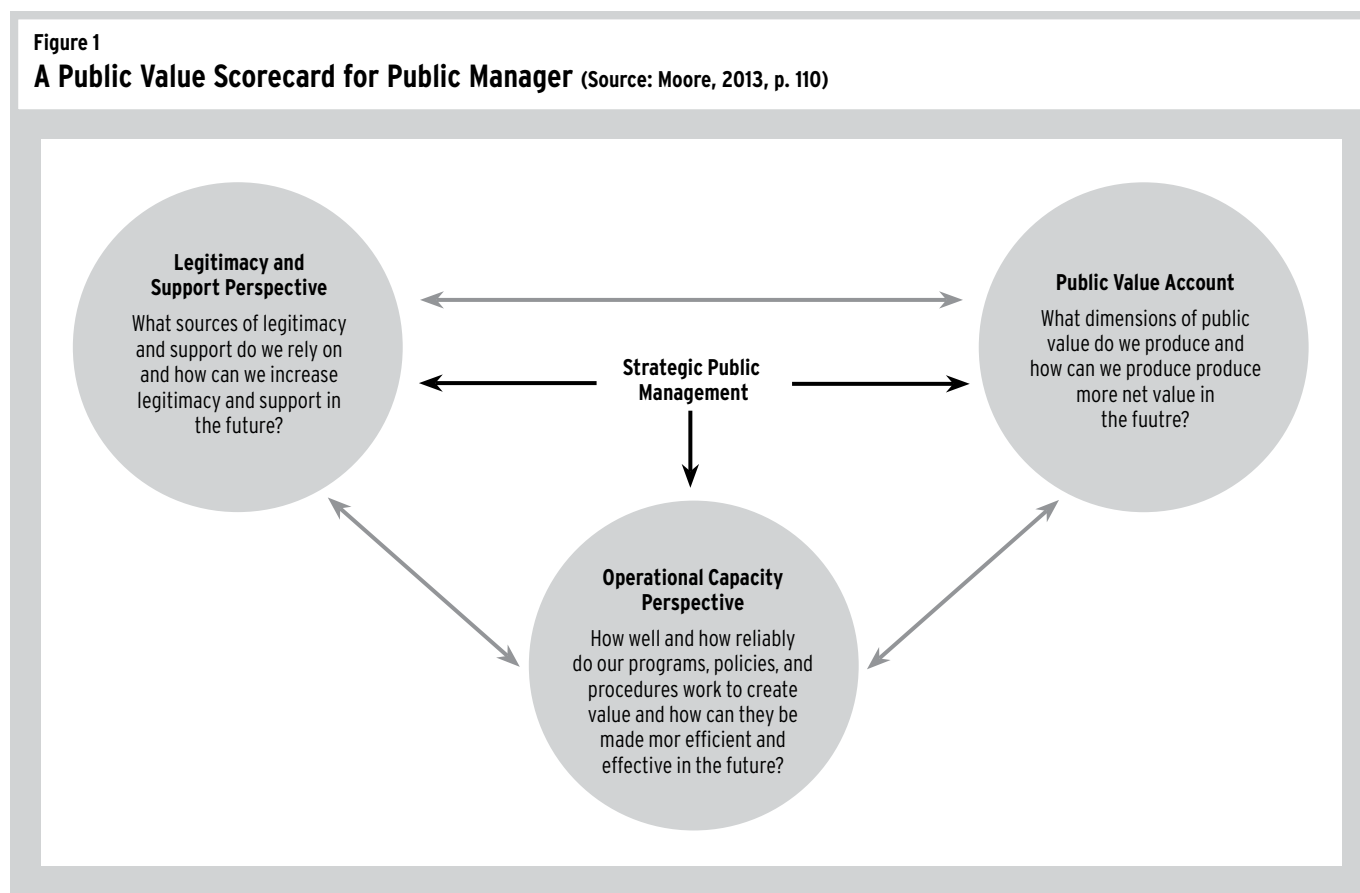 Figure 1
A Public Value Scorecard for Public Manager (Source: Moore, 2013, p. 110)
Legitimacy and
Support Perspective
What sources of legitimacy
and support do we rely on
and how can we increase
legitimacy and support in
the future?
Strategic Public
Management
Public Value Account
What dimensions of public
value do we produce and
how can we produce produce
more net value in
the fuutre?
Operational Capacity
Perspective
How well and how reliably
do our programs, policies, and
procedures work to create
value and how can they be
made mor efficient and
effective in the future?